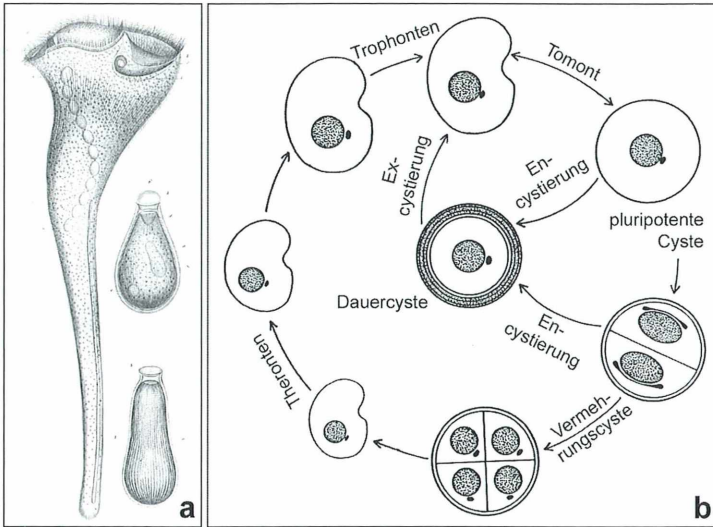 a
Trophonten
Tomont
Ex-
cystierung
En-
cystierung
pluripotente
Cyste
Dauercyste
En-
cystierung
Theronten
Vermeh-
rungscyste
b